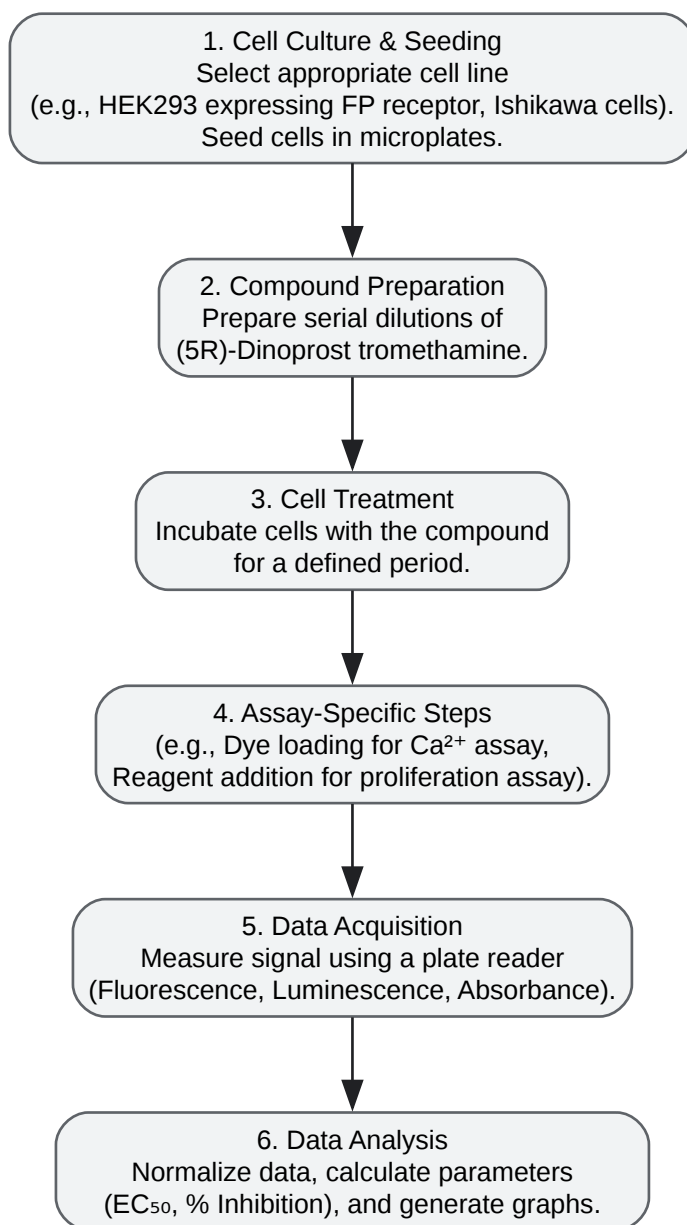 1. Cell Culture & Seeding
Select appropriate cell line
(e.g., HEK293 expressing FP receptor, Ishikawa cells).
Seed cells in microplates.
2. Compound Preparation
Prepare serial dilutions of
(5R)-Dinoprost tromethamine.
3. Cell Treatment
Incubate cells with the compound
for a defined period.
4. Assay-Specific Steps
(e.g., Dye loading for Ca²⁺ assay,
Reagent addition for proliferation assay).
5. Data Acquisition
Measure signal using a plate reader
(Fluorescence, Luminescence, Absorbance).
6. Data Analysis
Normalize data, calculate parameters
(EC₅₀, % Inhibition), and generate graphs.